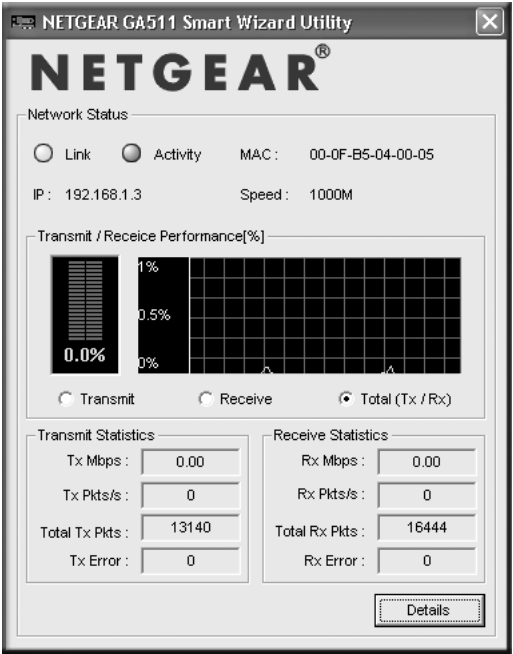 NETGEAR GA511 Smart Wizard Utility
NETGEAR®
Network Status
Link Activity MAC : 00-0F-B5-04-00-05
IP : 192.168.1.3 Speed : 1000M
Transmit / Receice Performance[%]
1%
0.5%
0.0% 0%
Transmit Receive Total (Tx / Rx)
Transmit Statistics Receive Statistics
Tx Mbps : 0.00 Rx Mbps : 0.00
Tx Pkts/s : 0 Rx Pkts/s : 0
Total Tx Pkts : 13140 Total Rx Pkts : 16444
Tx Error : 0 Rx Error : 0
Details